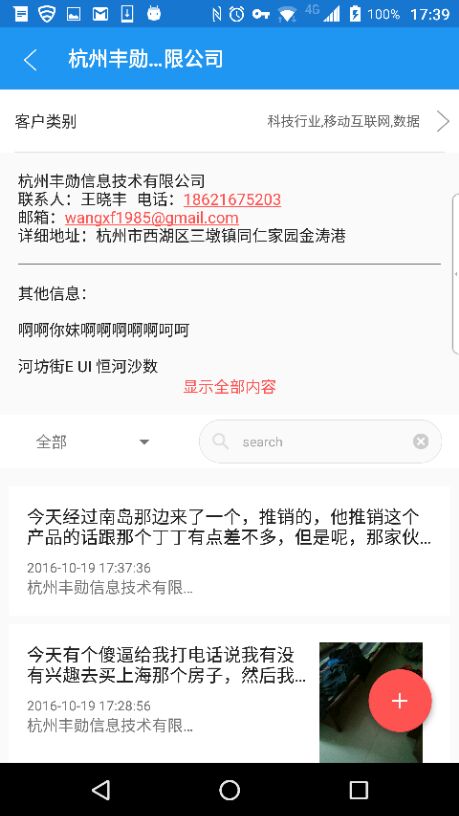 4G 100% 17:39
杭州丰勋...有限公司
客户类别 科技行业,移动互联网,数据
杭州丰勋信息技术有限公司
联系人：王晓丰 电话：18621675203
邮箱：wangxf1985@gmail.com
详细地址：杭州市西湖区三墩镇同仁家园金涛港
其他信息：
啊啊你妹啊啊啊啊啊呵呵
河坊街E UI 恒河沙数
显示全部内容
全部 search
今天经过南岛那边来了一个，推销的，他推销这个
产品的话跟那个丁丁有点差不多，但是呢，那家伙...
2016-10-19 17:37:36
杭州丰勋信息技术有限...
今天有个傻逼给我打电话说我有没
有兴趣去买上海那个房子，然后我...
2016-10-19 17:28:56
杭州丰勋信息技术有限...